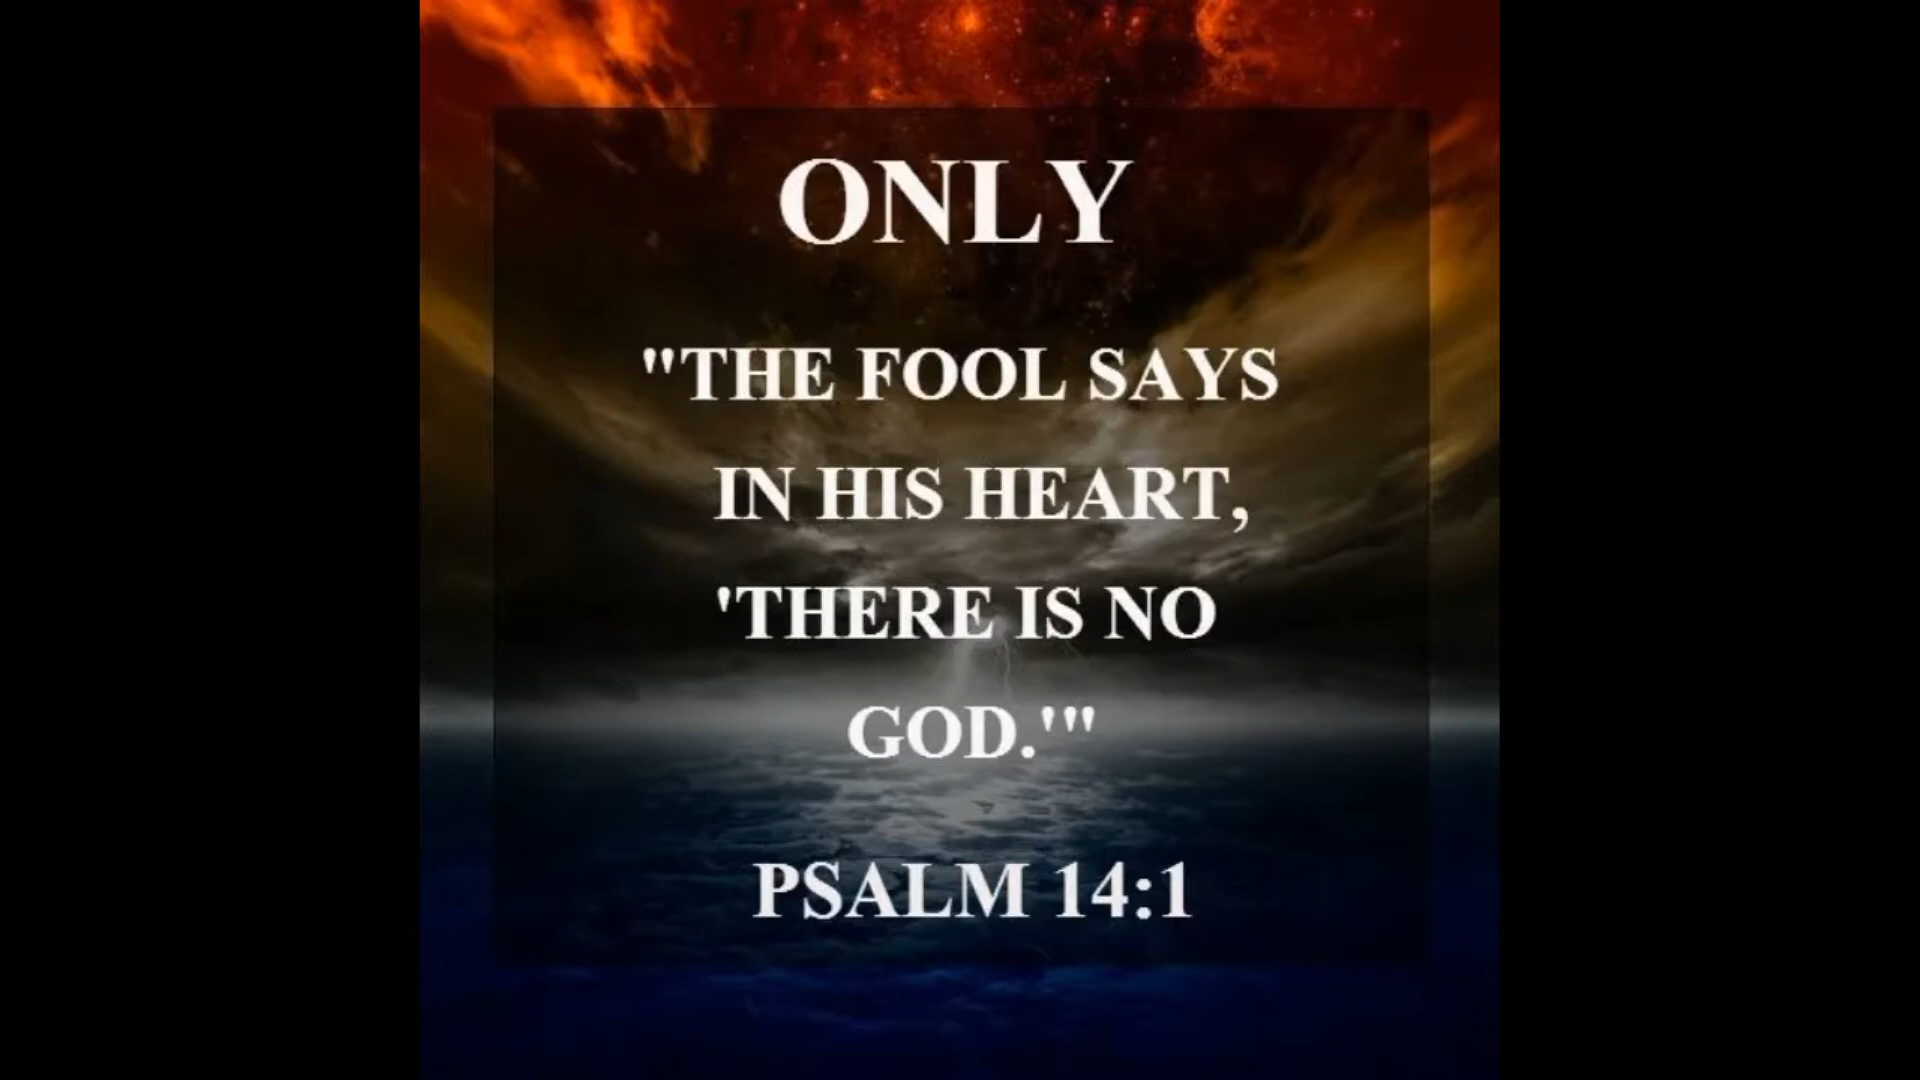 ONLY
"THE FOOL SAYS
IN HIS HEART,
'THERE IS NO
GOD.'"
PSALM 14:1